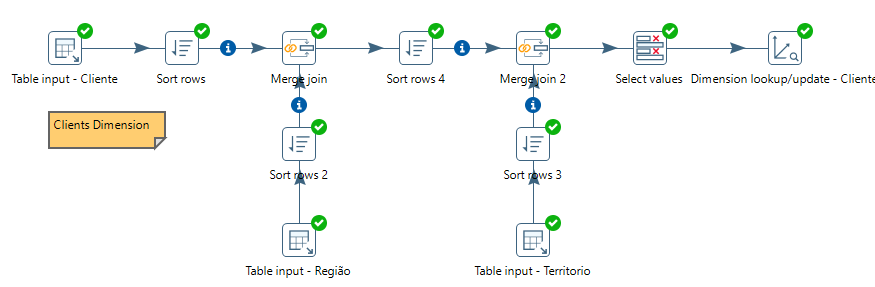 Table input - Cliente
Sort rows
Merge join
Sort rows 4
Merge join 2
Select values
Dimension lookup/update - Cliente
Clients Dimension
Sort rows 2
Sort rows 3
Table input - Região
Table input - Territorio